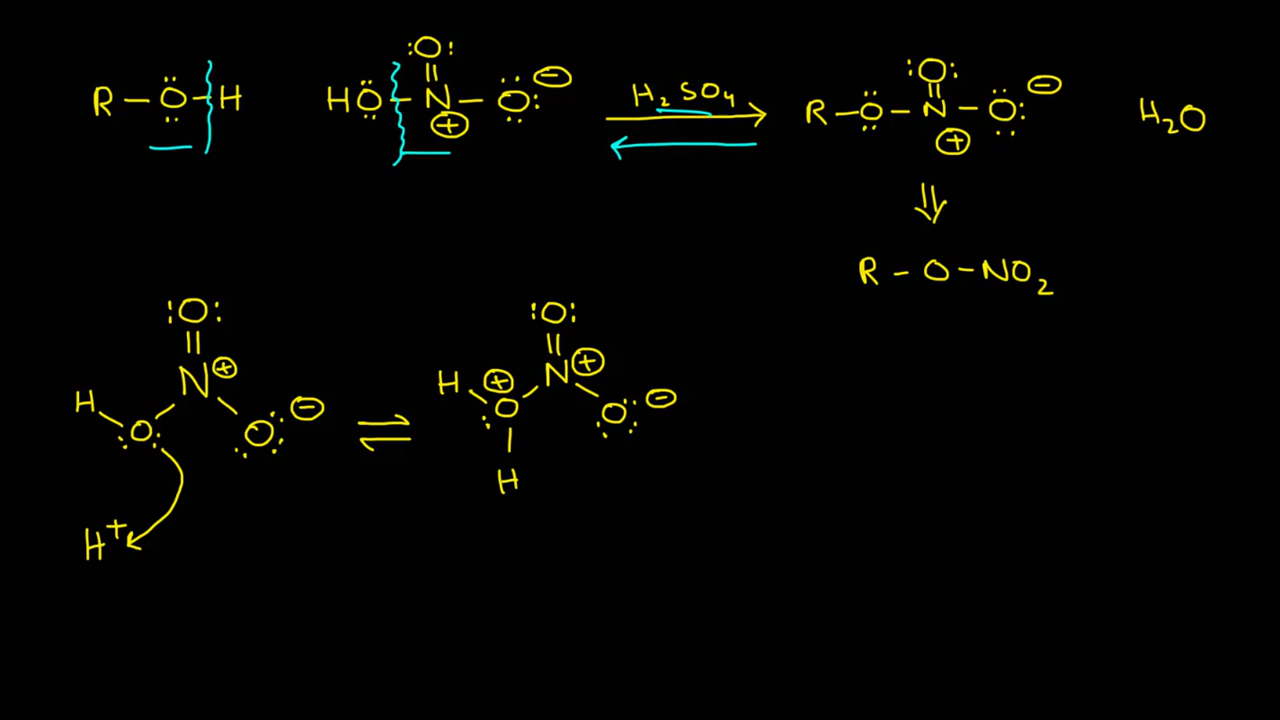 R – O – H HO – N – O ⊖ H₂SO₄ R – O – N – O ⊖ H₂O
O ⊕ O ⊕
R – O – NO₂
O O
H O N ⊕ O ⊖ H O ⊕ N ⊕ O ⊖
H
H⁺